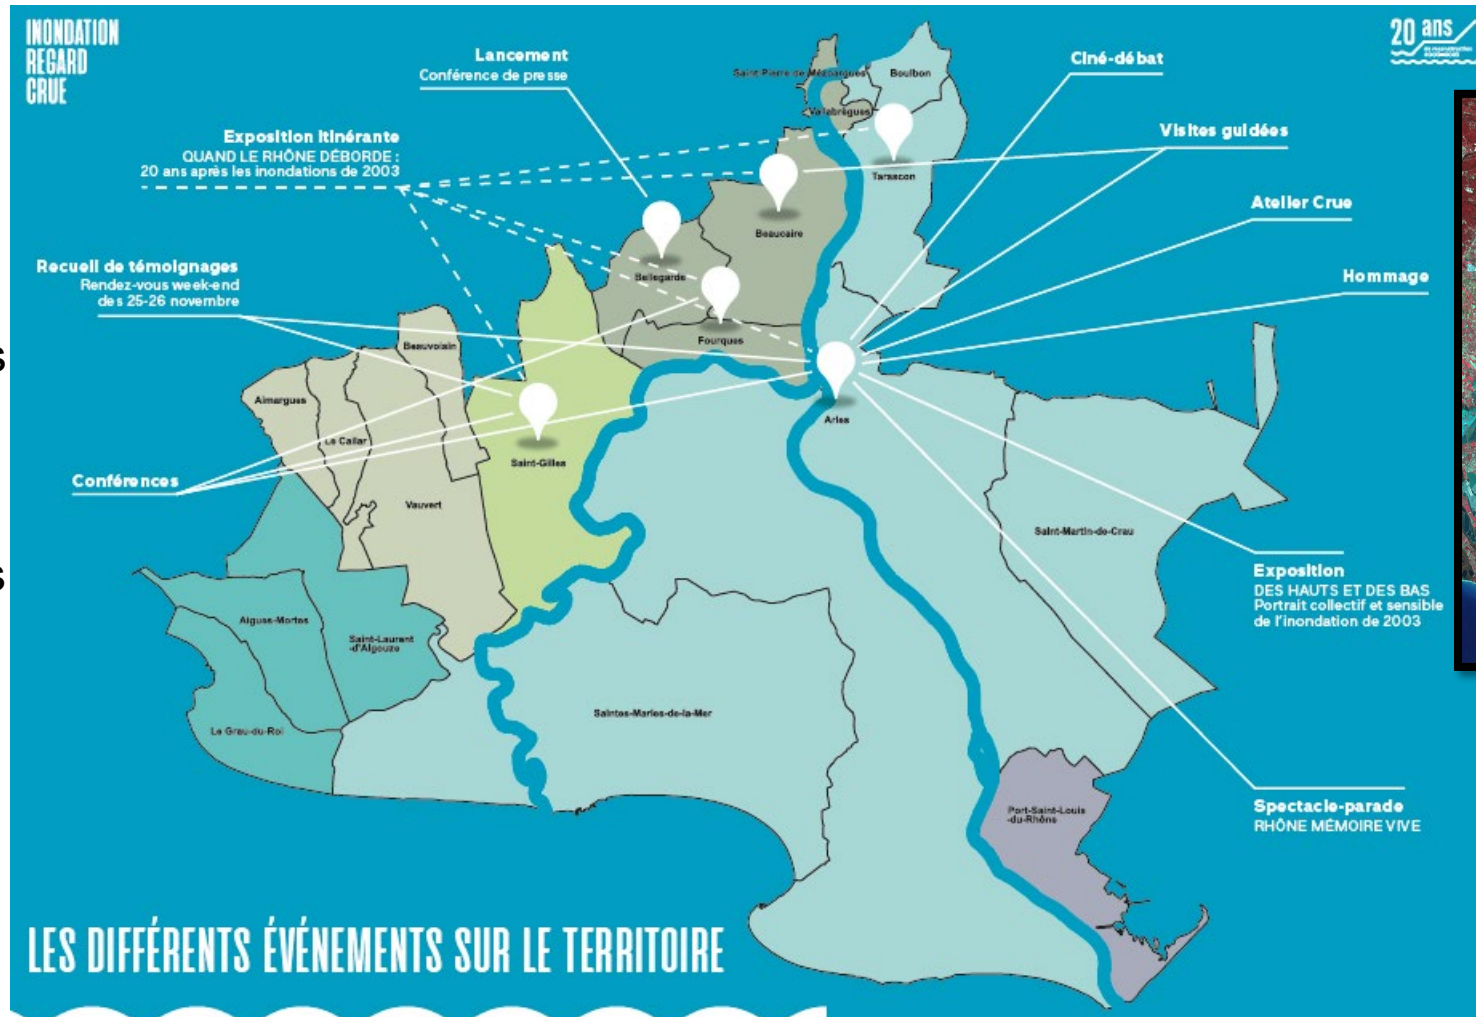 INONDATION
REGARD
CRUE
20 ans
Lancement
Conférence de presse
Ciné-débat
Exposition Itinérante
QUAND LE RHÔNE DÉBORDE :
20 ans après les inondations de 2003
Visites guidées
Atelier Crue
Hommage
Recueil de témoignages
Rendez-vous week-end
des 25-26 novembre
Conférences
Exposition
DES HAUTS ET DES BAS
Portrait collectif et sensible
de l'inondation de 2003
Spectacle-parade
RHÔNE MÉMOIRE VIVE
Saint Pierre de Mézoargues
Boulbon
Vallabrègues
Tarascon
Beaucaire
Bellegarde
Fourques
Beauvoisin
Aimargues
Le Cailar
Arles
Saint-Gilles
Vauvert
Saint-Martin-de-Crau
Aigues-Mortes
Saint-Laurent
-d'Aigouze
Saintes-Maries-de-la-Mer
Le Grau-du-Roi
Port-Saint-Louis
-du-Rhône
LES DIFFÉRENTS ÉVÉNEMENTS SUR LE TERRITOIRE
s
s